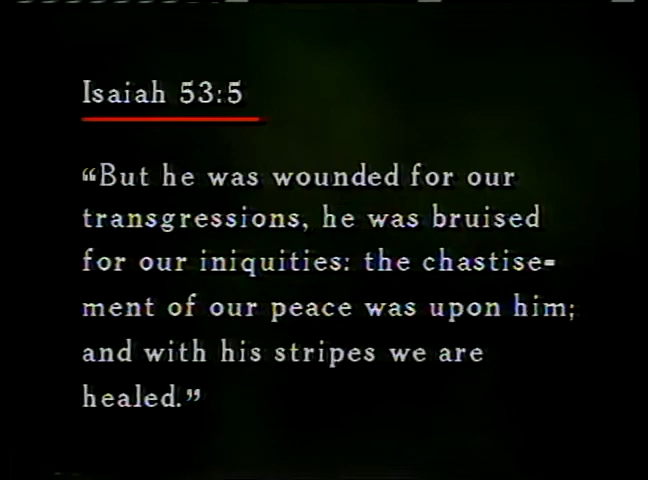 Isaiah 53:5
“But he was wounded for our
transgressions, he was bruised
for our iniquities: the chastise-
ment of our peace was upon him;
and with his stripes we are
healed.”